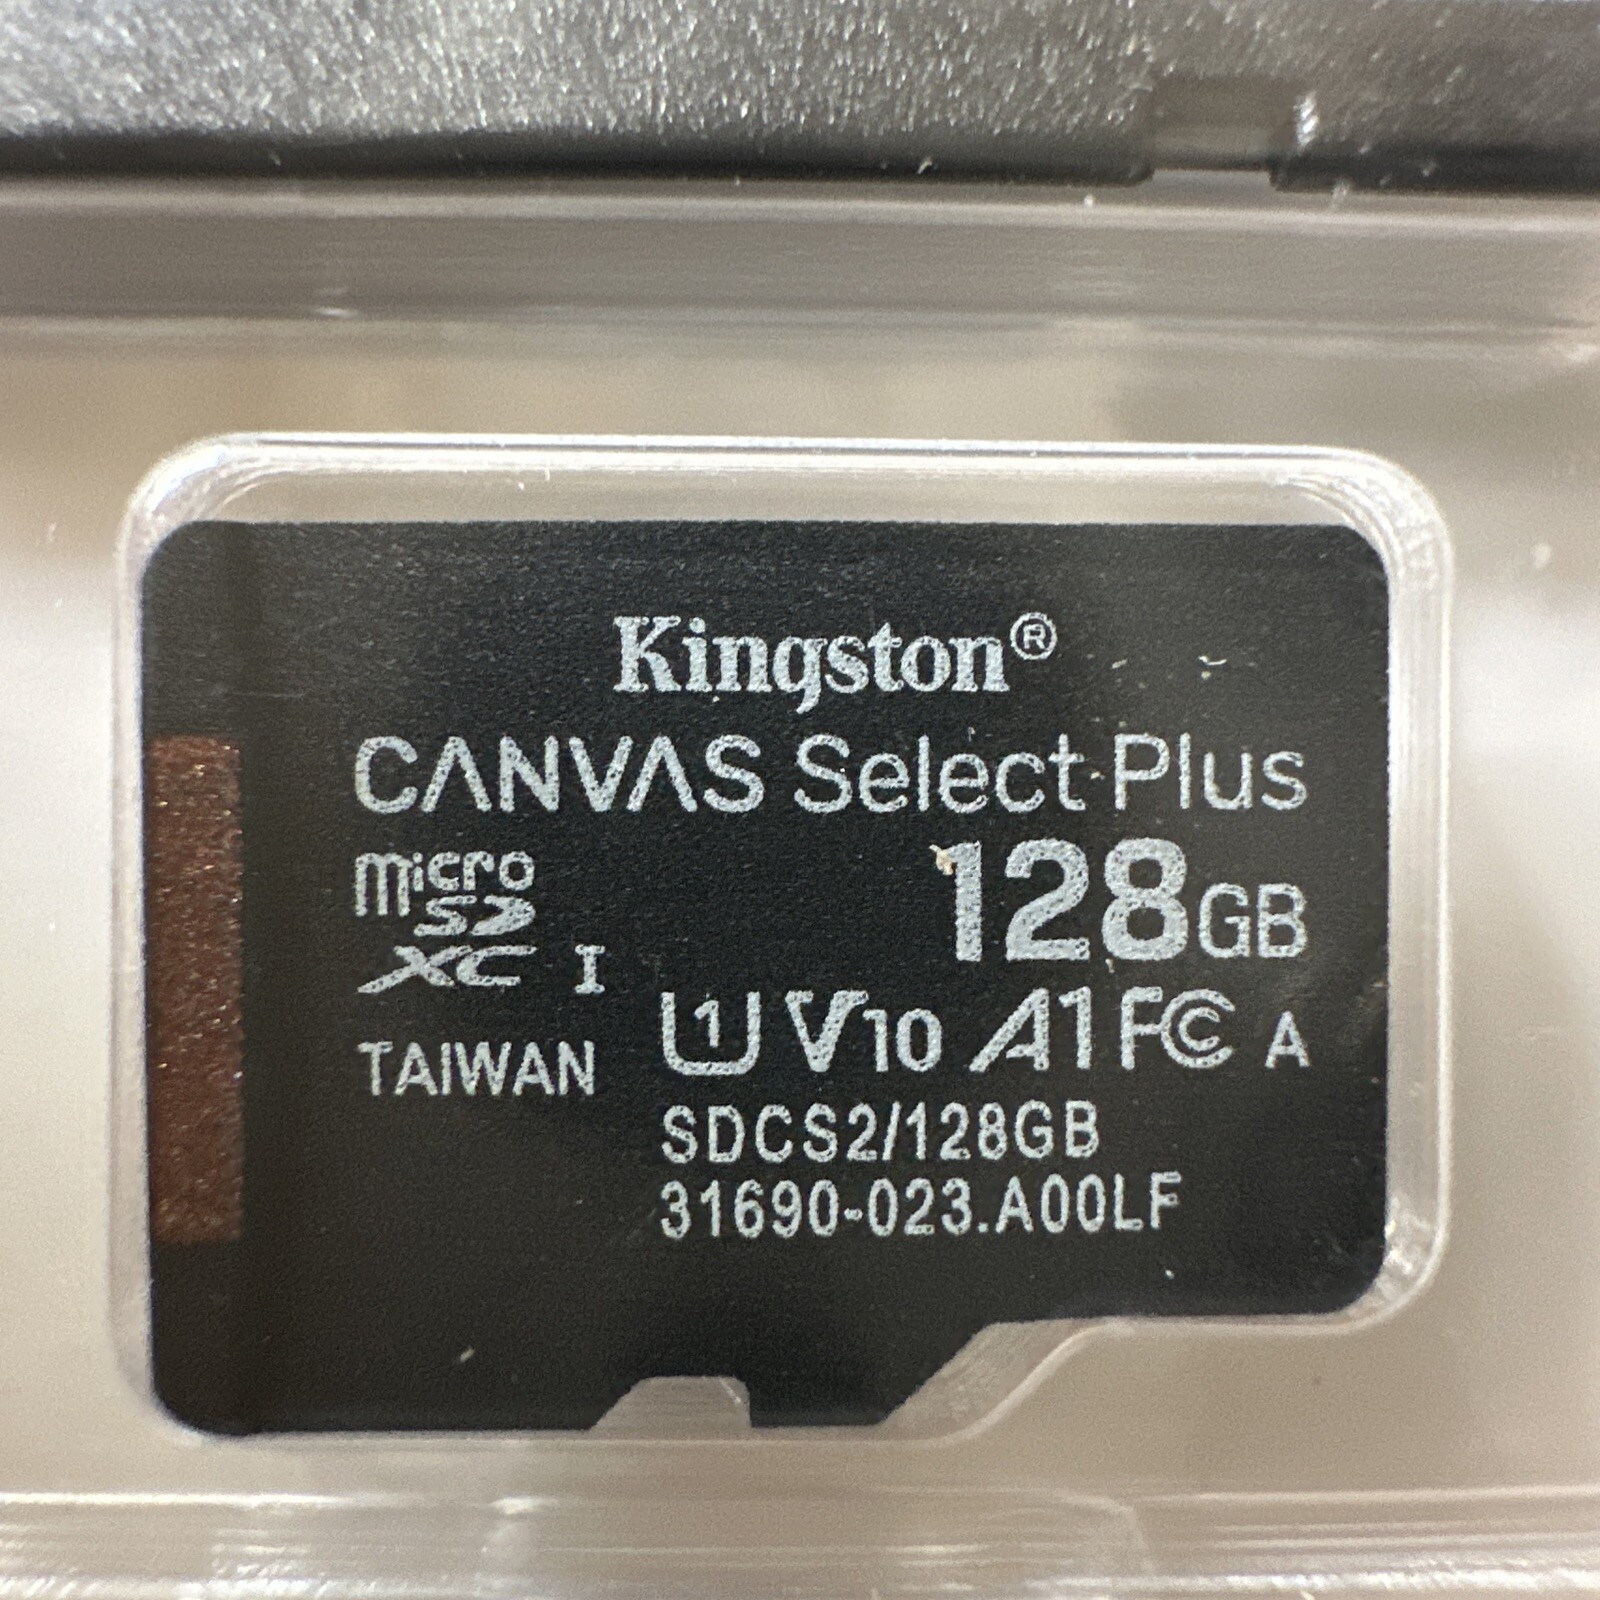 Kingston®
CANVAS Select Plus
micro
SD
XC I
128GB
U1 V10 A1 FC A
TAIWAN
SDCS2/128GB
31690-023.A00LF